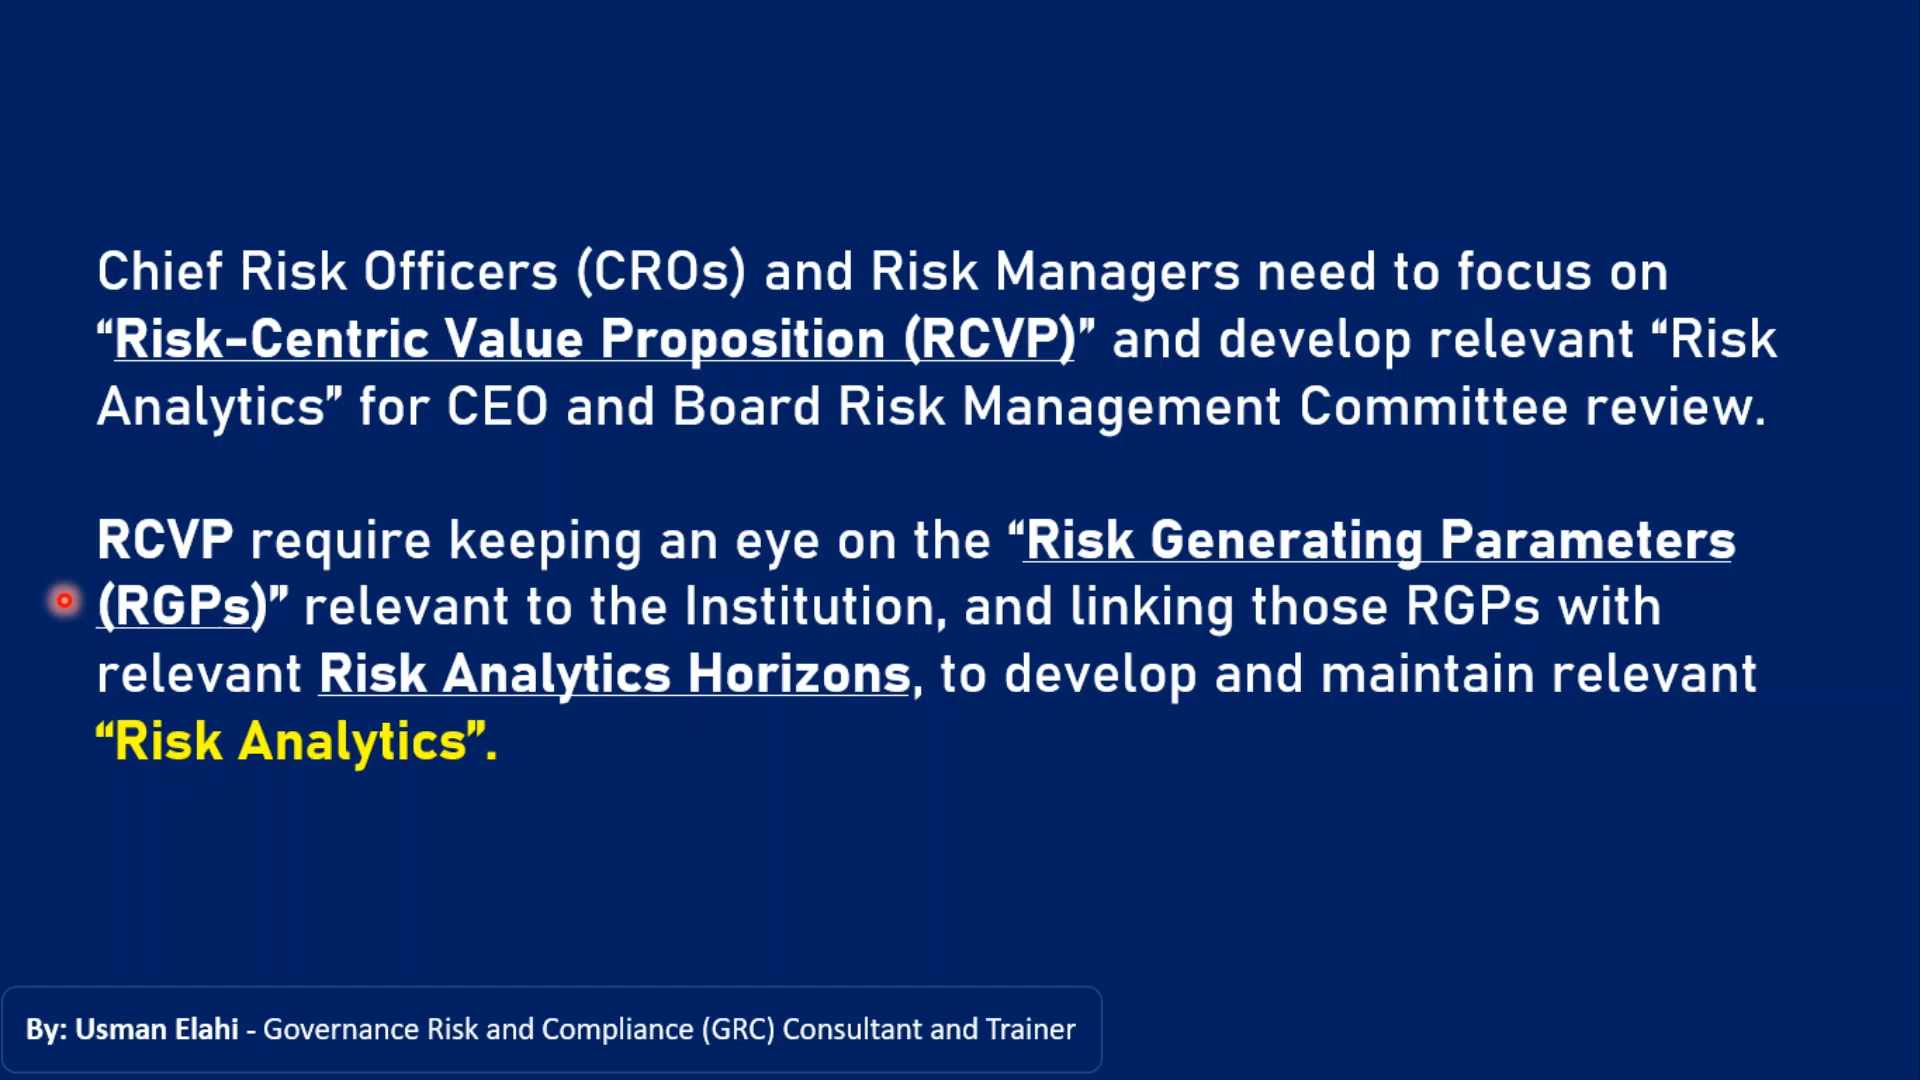 Chief Risk Officers (CROs) and Risk Managers need to focus on
“Risk-Centric Value Proposition (RCVP)” and develop relevant “Risk
Analytics” for CEO and Board Risk Management Committee review.
RCVP require keeping an eye on the “Risk Generating Parameters
(RGPs)” relevant to the Institution, and linking those RGPs with
relevant Risk Analytics Horizons, to develop and maintain relevant
“Risk Analytics”.
By: Usman Elahi - Governance Risk and Compliance (GRC) Consultant and Trainer